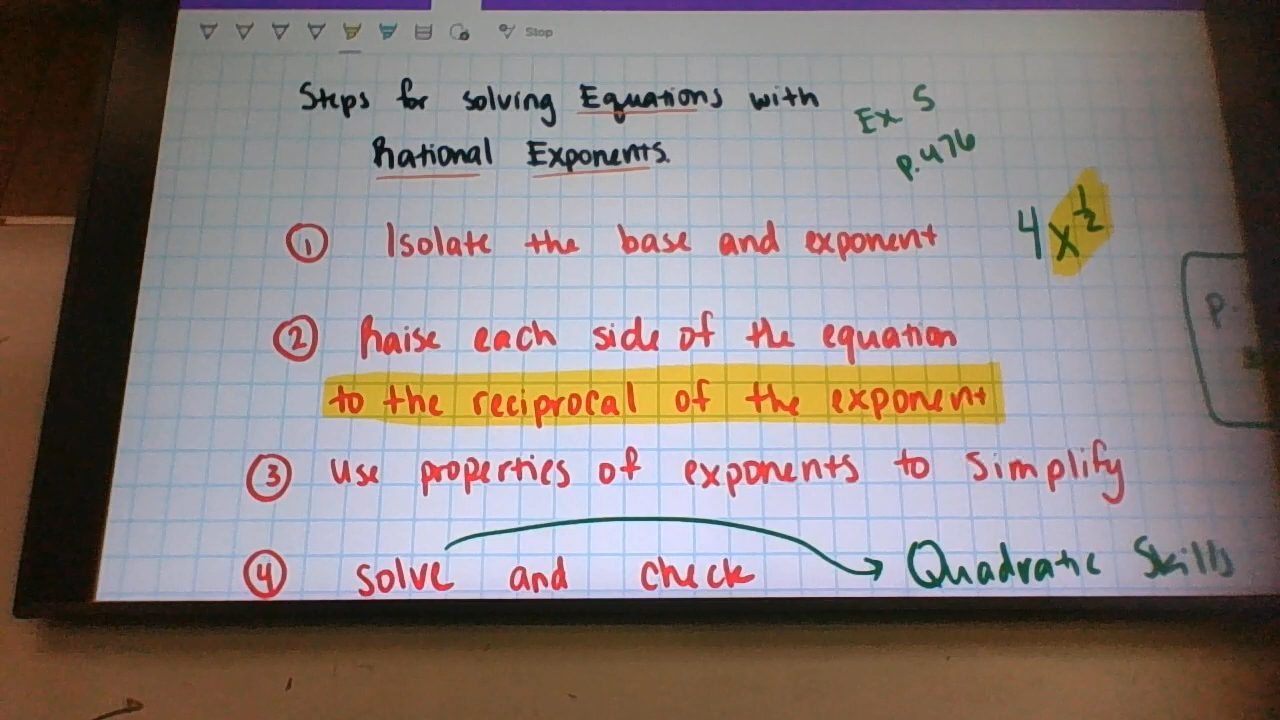 Stop
Steps for solving Equations with
Rational Exponents.
Ex 5
p.476
① Isolate the base and exponent
4x^{1/2}
② Raise each side of the equation
to the reciprocal of the exponent
③ Use properties of exponents to simplify
④ solve and check → Quadratic Skills
p.